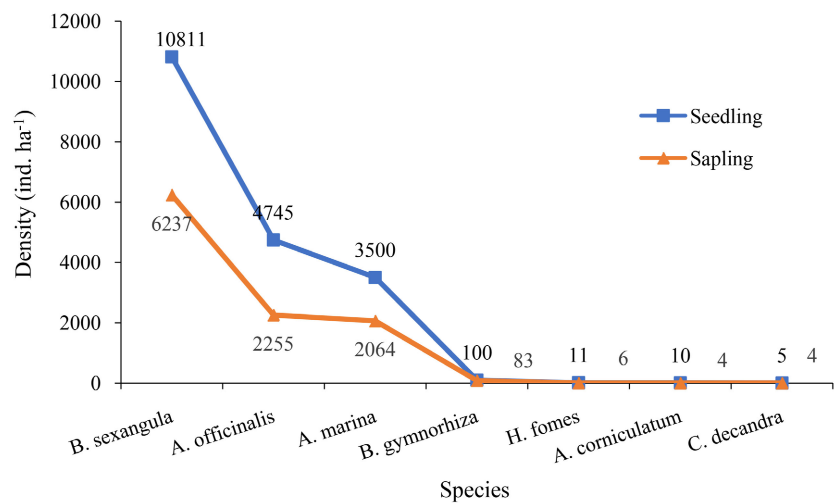 12000
10000
8000
6000
4000
2000
0
Density (ind. ha⁻¹)
10811
4745
3500
100
11
10
5
6237
2255
2064
83
6
4
4
Seedling
Sapling
B. sexangula
A. officinalis
A. marina
B. gymnorhiza
H. fomes
A. corniculatum
C. decandra
Species